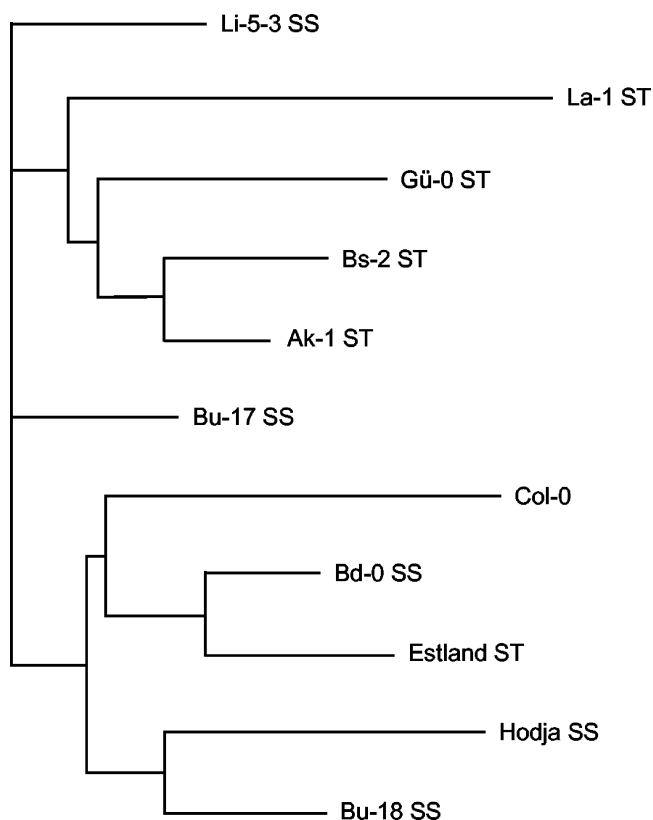 Li-5-3 SS
La-1 ST
Gü-0 ST
Bs-2 ST
Ak-1 ST
Bu-17 SS
Col-0
Bd-0 SS
Estland ST
Hodja SS
Bu-18 SS